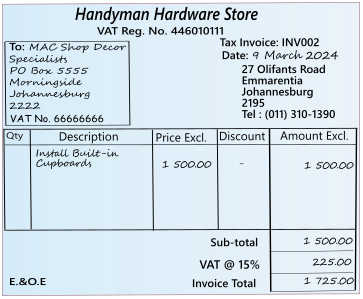 Handyman Hardware Store
VAT Reg. No. 446010111
To: MAC Shop Decor
Specialists
PO Box 5555
Morningside
Johannesburg
2222
VAT No. 66666666
Tax Invoice: INV002
Date: 9 March 2024
27 Olifants Road
Emmarentia
Johannesburg
2195
Tel : (011) 310-1390
Qty Description Price Excl. Discount Amount Excl.
Install Built-in
Cupboards 1 500.00 - 1 500.00
Sub-total 1 500.00
VAT @ 15% 225.00
E.&O.E Invoice Total 1 725.00